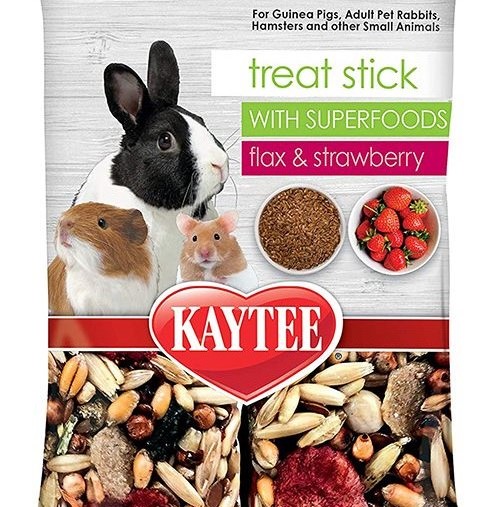 For Guinea Pigs, Adult Pet Rabbits,
Hamsters and other Small Animals
treat stick
WITH SUPERFOODS
flax & strawberry
KAYTEE
®